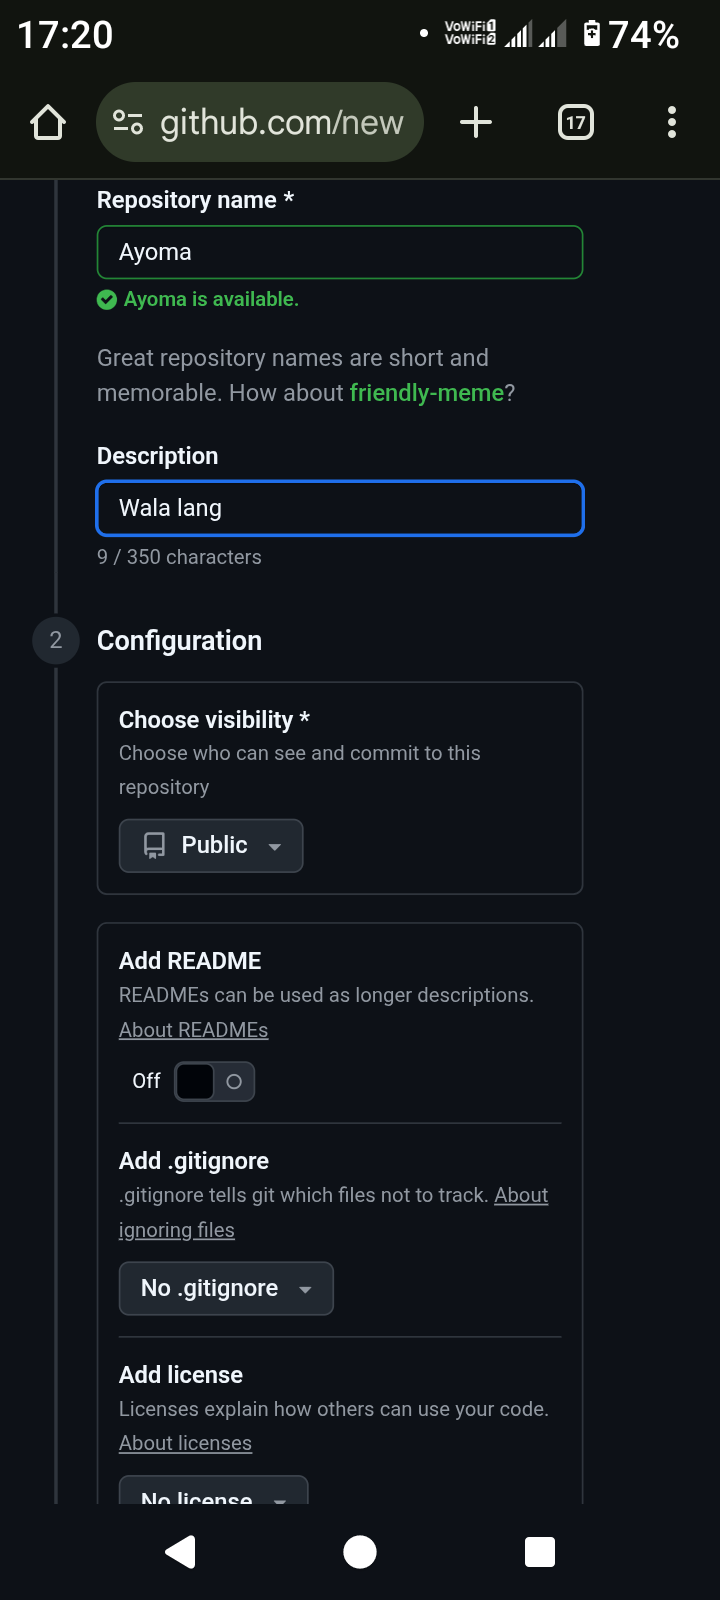 17:20
VoWiFi1
VoWiFi2
74%
github.com/new
17
Repository name *
Ayoma
Ayoma is available.
Great repository names are short and
memorable. How about friendly-meme?
Description
Wala lang
9 / 350 characters
2
Configuration
Choose visibility *
Choose who can see and commit to this
repository
Public
Add README
READMEs can be used as longer descriptions.
About READMEs
Off
Add .gitignore
.gitignore tells git which files not to track. About
ignoring files
No .gitignore
Add license
Licenses explain how others can use your code.
About licenses
No license